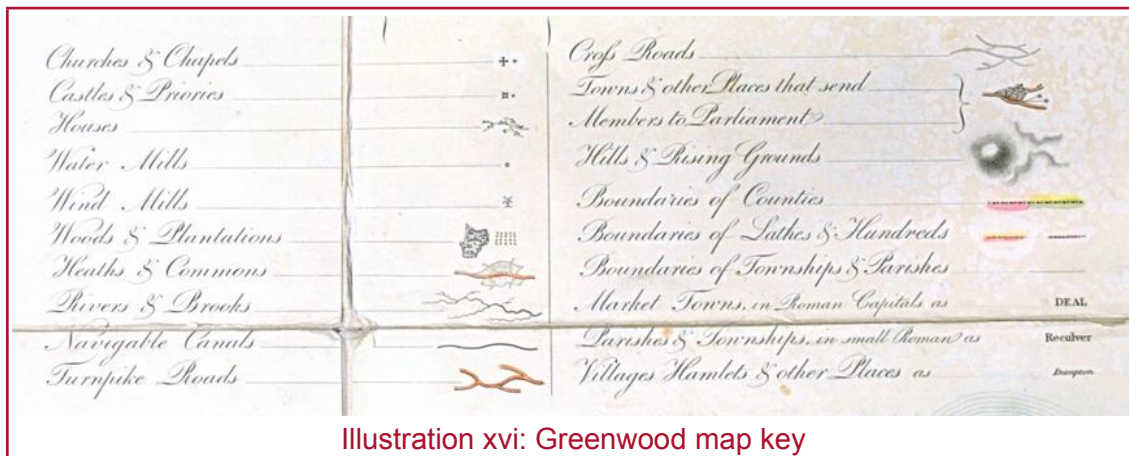 Churches & Chapels
Castles & Priories
Houses
Water Mills
Wind Mills
Woods & Plantations
Heaths & Commons
Rivers & Brooks
Navigable Canals
Turnpike Roads
Croſs Roads
Towns & other Places that send
Members to Parliament
Hills & Rising Grounds
Boundaries of Counties
Boundaries of Lathes & Hundreds
Boundaries of Townships & Parishes
Market Towns, in Roman Capitals as DEAL
Parishes & Townships, in small Roman as Reculver
Villages Hamlets & other Places as
Illustration xvi: Greenwood map key